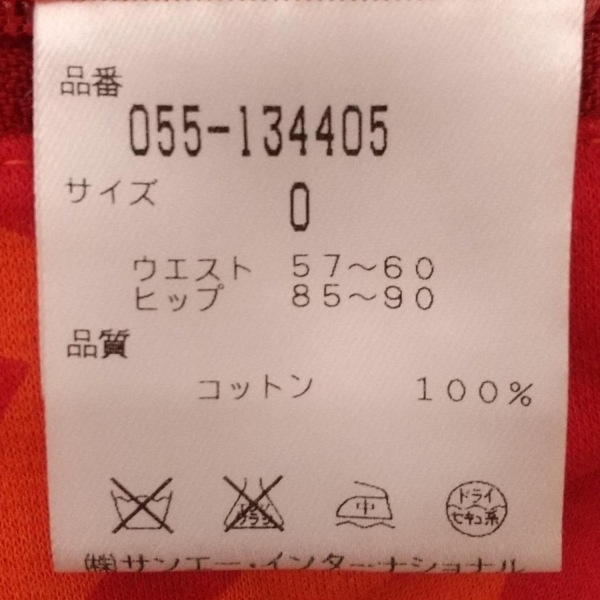 品番
055-134405
サイズ
0
ウエスト 57〜60
ヒップ 85〜90
品質
コットン 100%
中 ドライ
セキユ系
㈱サンエー・インターナショナル